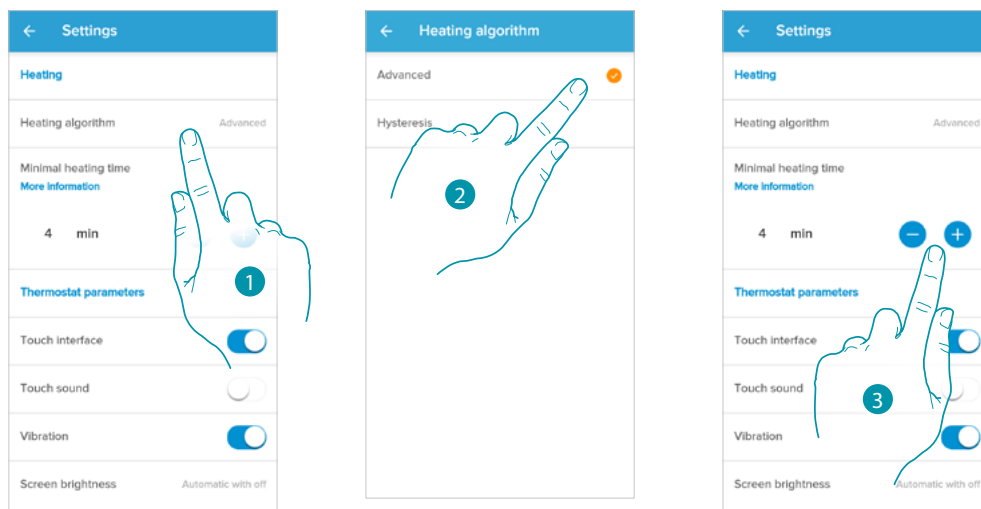 ← Settings
Heating
Heating algorithm Advanced
Minimal heating time
More Information
4 min +
1
Thermostat parameters
Touch interface
Touch sound
Vibration
Screen brightness Automatic with off
← Heating algorithm
Advanced
Hysteresis
2
← Settings
Heating
Heating algorithm Advanced
Minimal heating time
More Information
4 min − +
Thermostat parameters
Touch interface
Touch sound
3
Vibration
Screen brightness Automatic with off